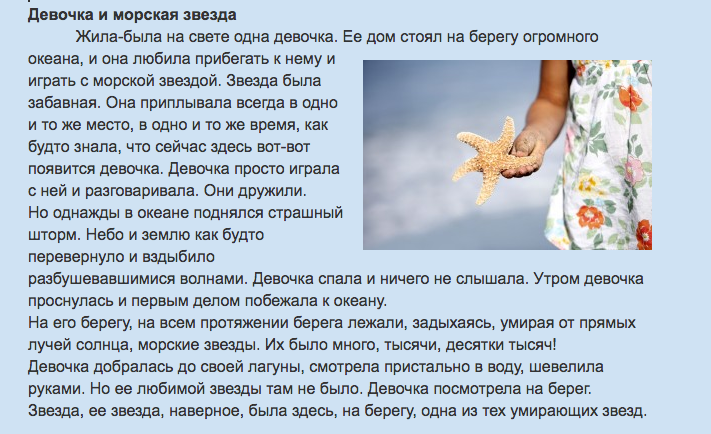 Девочка и морская звезда
Жила-была на свете одна девочка. Ее дом стоял на берегу огромного
океана, и она любила прибегать к нему и
играть с морской звездой. Звезда была
забавная. Она приплывала всегда в одно
и то же место, в одно и то же время, как
будто знала, что сейчас здесь вот-вот
появится девочка. Девочка просто играла
с ней и разговаривала. Они дружили.
Но однажды в океане поднялся страшный
шторм. Небо и землю как будто
перевернуло и вздыбило
разбушевавшимися волнами. Девочка спала и ничего не слышала. Утром девочка
проснулась и первым делом побежала к океану.
На его берегу, на всем протяжении берега лежали, задыхаясь, умирая от прямых
лучей солнца, морские звезды. Их было много, тысячи, десятки тысяч!
Девочка добралась до своей лагуны, смотрела пристально в воду, шевелила
руками. Но ее любимой звезды там не было. Девочка посмотрела на берег.
Звезда, ее звезда, наверное, была здесь, на берегу, одна из тех умирающих звезд.